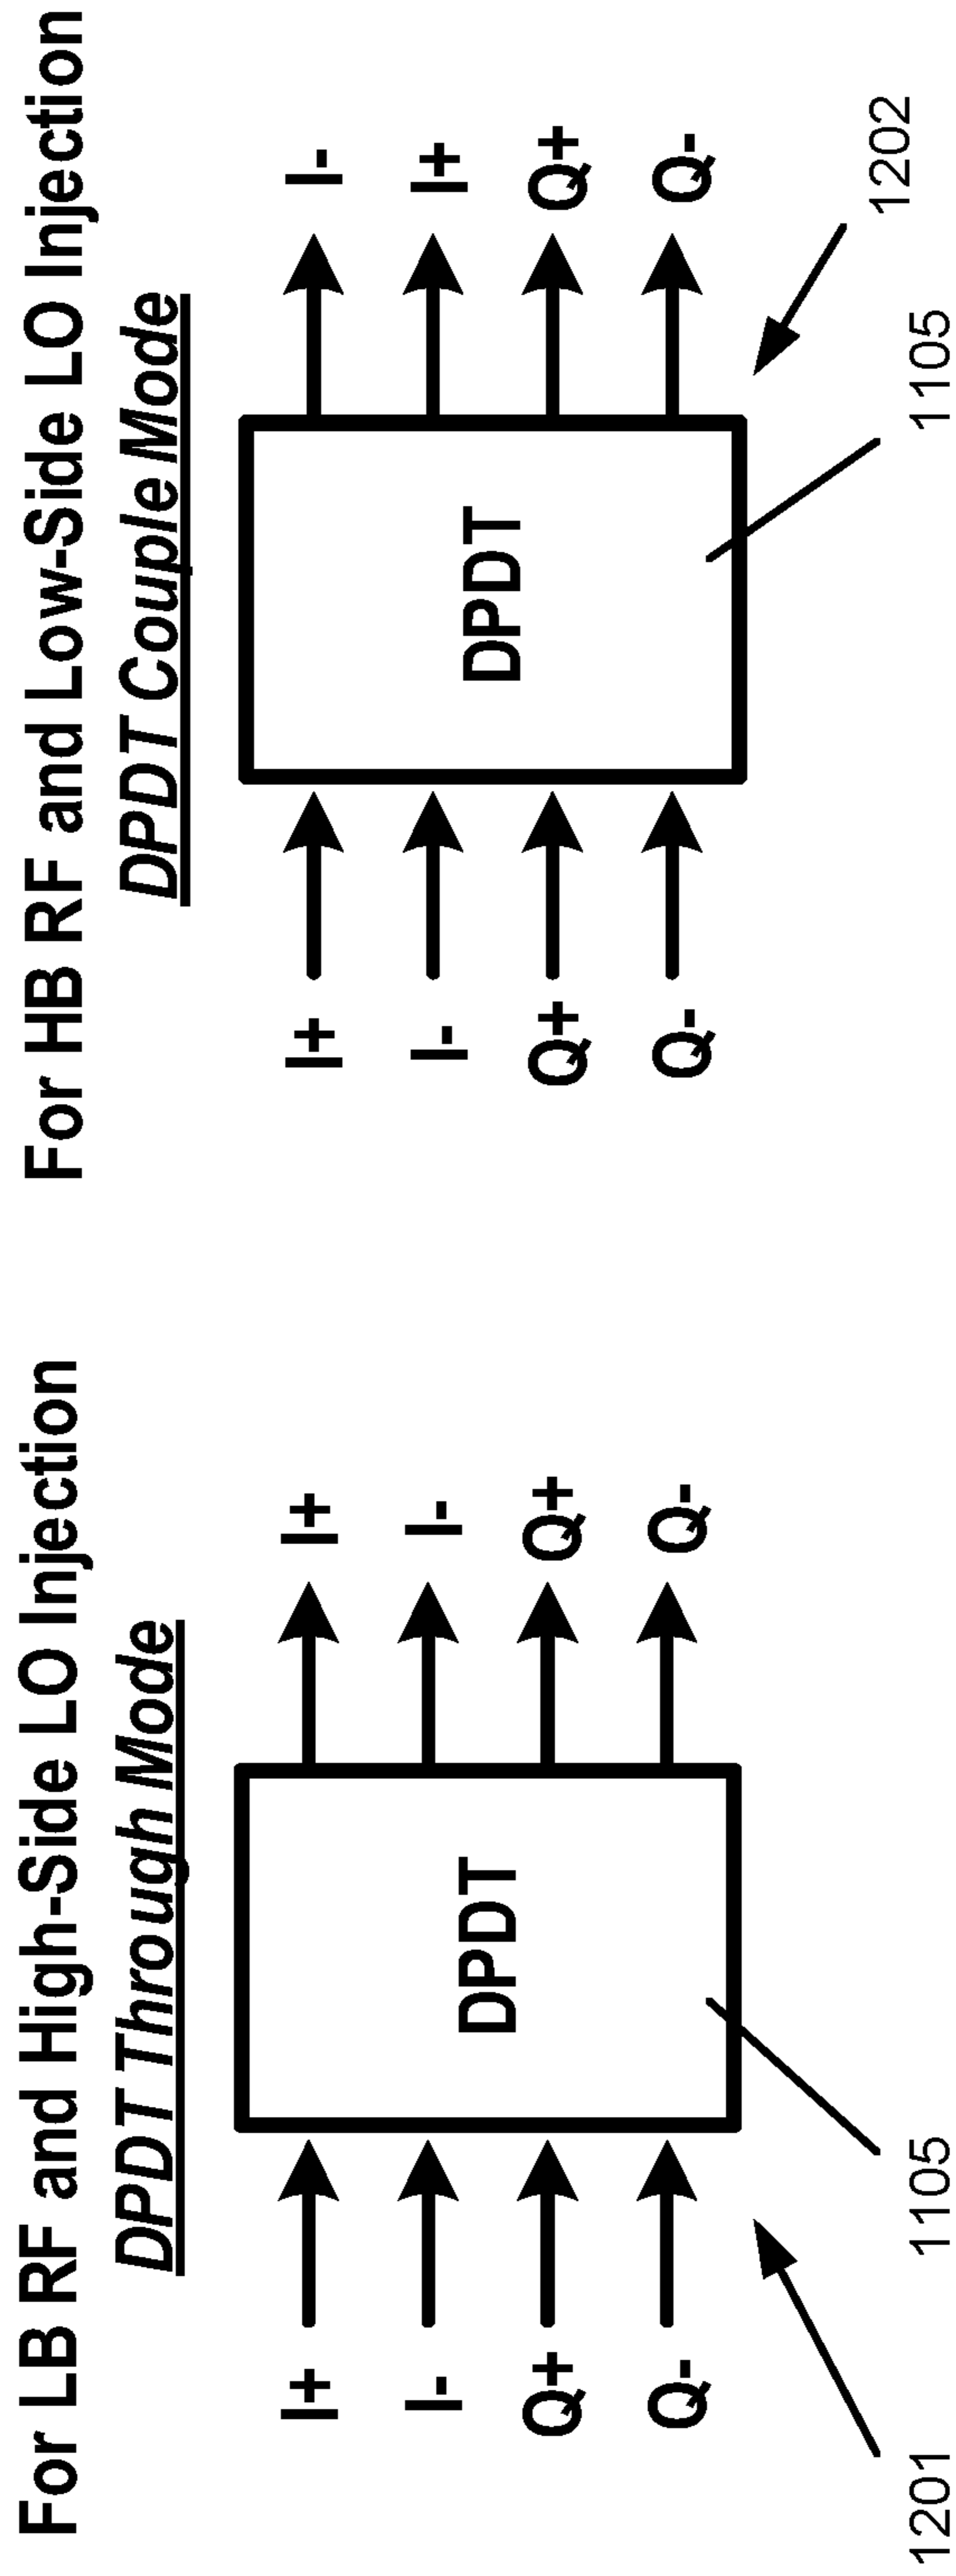 For LB RF and High-Side LO Injection
DPDT Through Mode
I+ I+
I- I-
DPDT
Q+ Q+
Q- Q-
1201
1105
For HB RF and Low-Side LO Injection
DPDT Couple Mode
I+ I-
I- I+
DPDT
Q+ Q+
Q- Q-
1202
1105